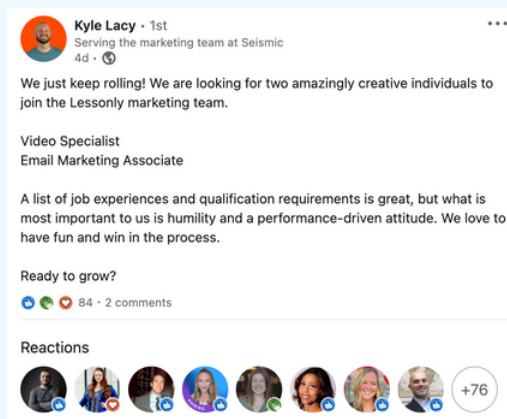 Kyle Lacy • 1st
Serving the marketing team at Seismic
4d •
We just keep rolling! We are looking for two amazingly creative individuals to
join the Lessonly marketing team.
Video Specialist
Email Marketing Associate
A list of job experiences and qualification requirements is great, but what is
most important to us is humility and a performance-driven attitude. We love to
have fun and win in the process.
Ready to grow?
84 • 2 comments
Reactions
+76